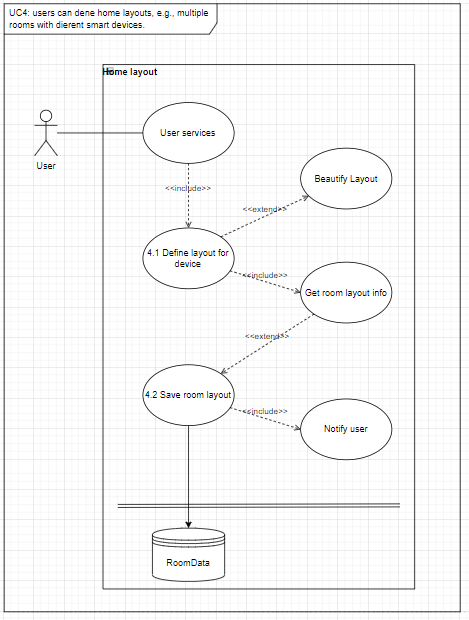 UC4: users can dene home layouts, e.g., multiple
rooms with dierent smart devices.
Home layout
User services
User
<<include>>
Beautify Layout
<<extend>>
4.1 Define layout for
device
<<include>>
Get room layout info
<<extend>>
4.2 Save room layout
<<include>>
Notify user
RoomData